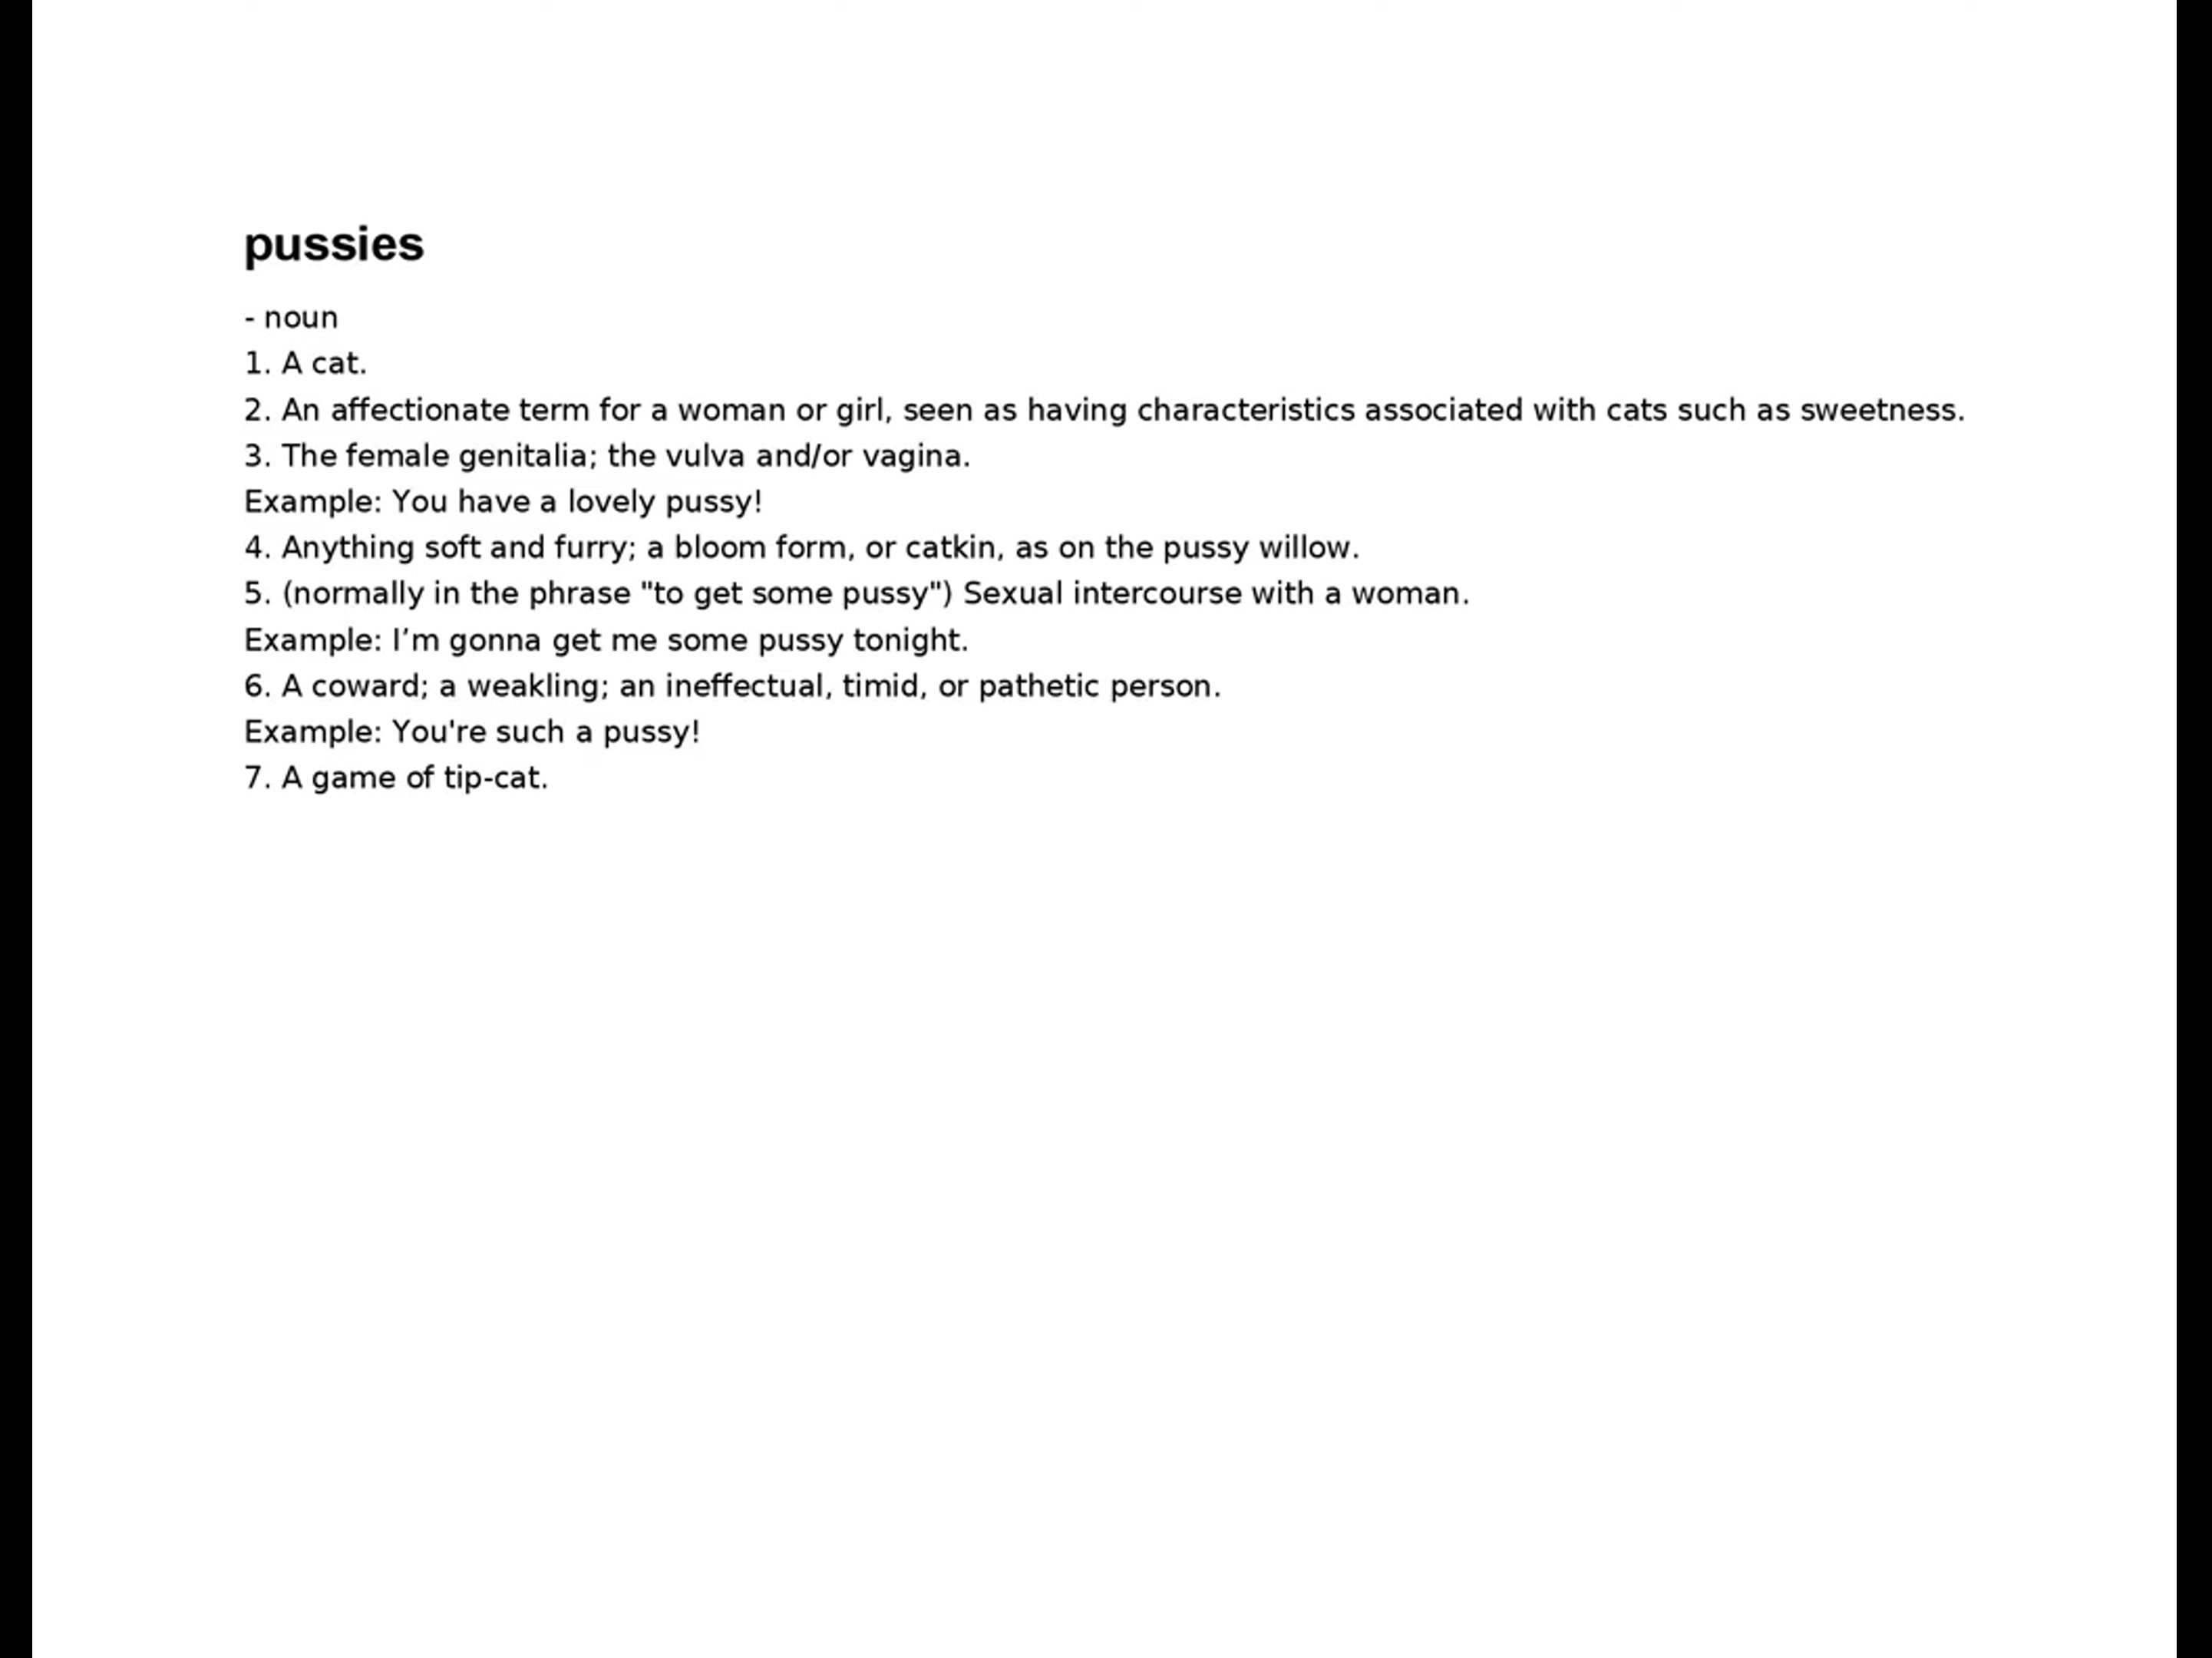 pussies
- noun
1. A cat.
2. An affectionate term for a woman or girl, seen as having characteristics associated with cats such as sweetness.
3. The female genitalia; the vulva and/or vagina.
Example: You have a lovely pussy!
4. Anything soft and furry; a bloom form, or catkin, as on the pussy willow.
5. (normally in the phrase "to get some pussy") Sexual intercourse with a woman.
Example: I’m gonna get me some pussy tonight.
6. A coward; a weakling; an ineffectual, timid, or pathetic person.
Example: You're such a pussy!
7. A game of tip-cat.